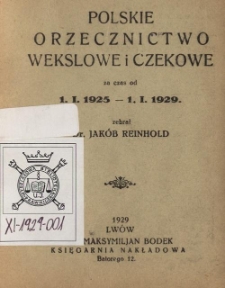 POLSKIE
ORZECZNICTWO
WEKSLOWE i CZEKOWE
za czas od
1. I. 1925 — 1. I. 1929.
zebrał
Dr. JAKÓB REINHOLD
XI-1929-001
1929
LWÓW
MAKSYMILJAN BODEK
KSIĘGARNIA NAKŁADOWA
Batorego 12.